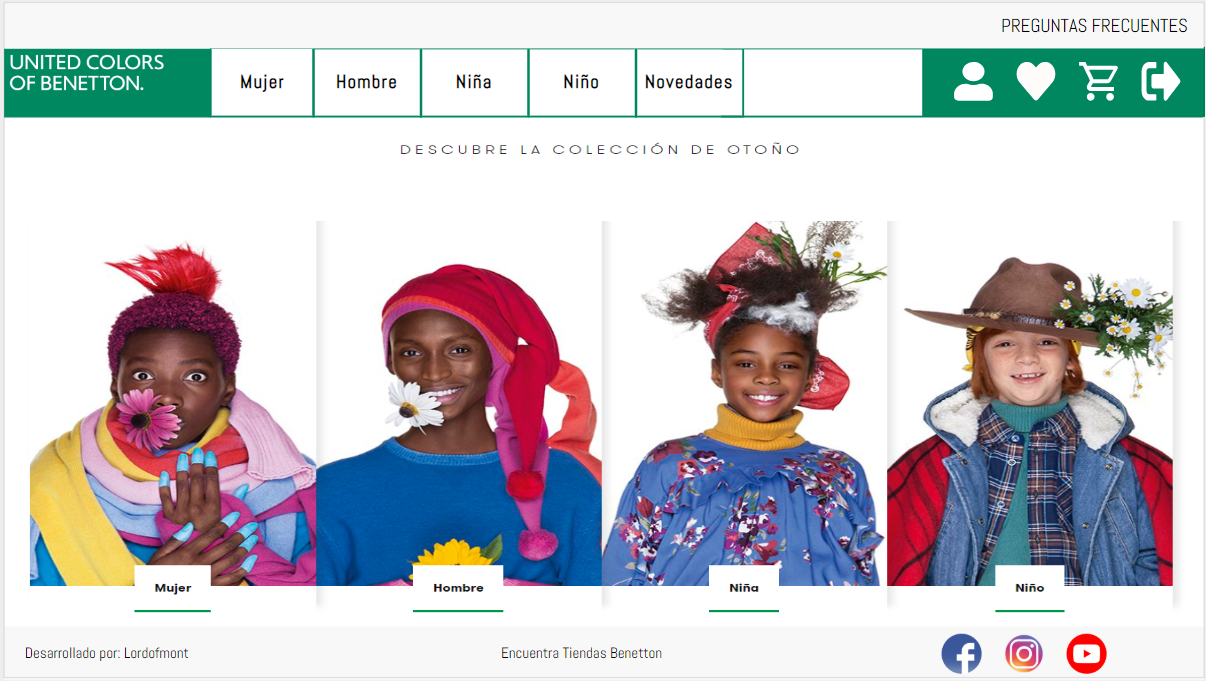 PREGUNTAS FRECUENTES
UNITED COLORS
OF BENETTON.
Mujer
Hombre
Niña
Niño
Novedades
DESCUBRE LA COLECCIÓN DE OTOÑO
Mujer
Hombre
Niña
Niño
Desarrollado por: Lordofmont
Encuentra Tiendas Benetton